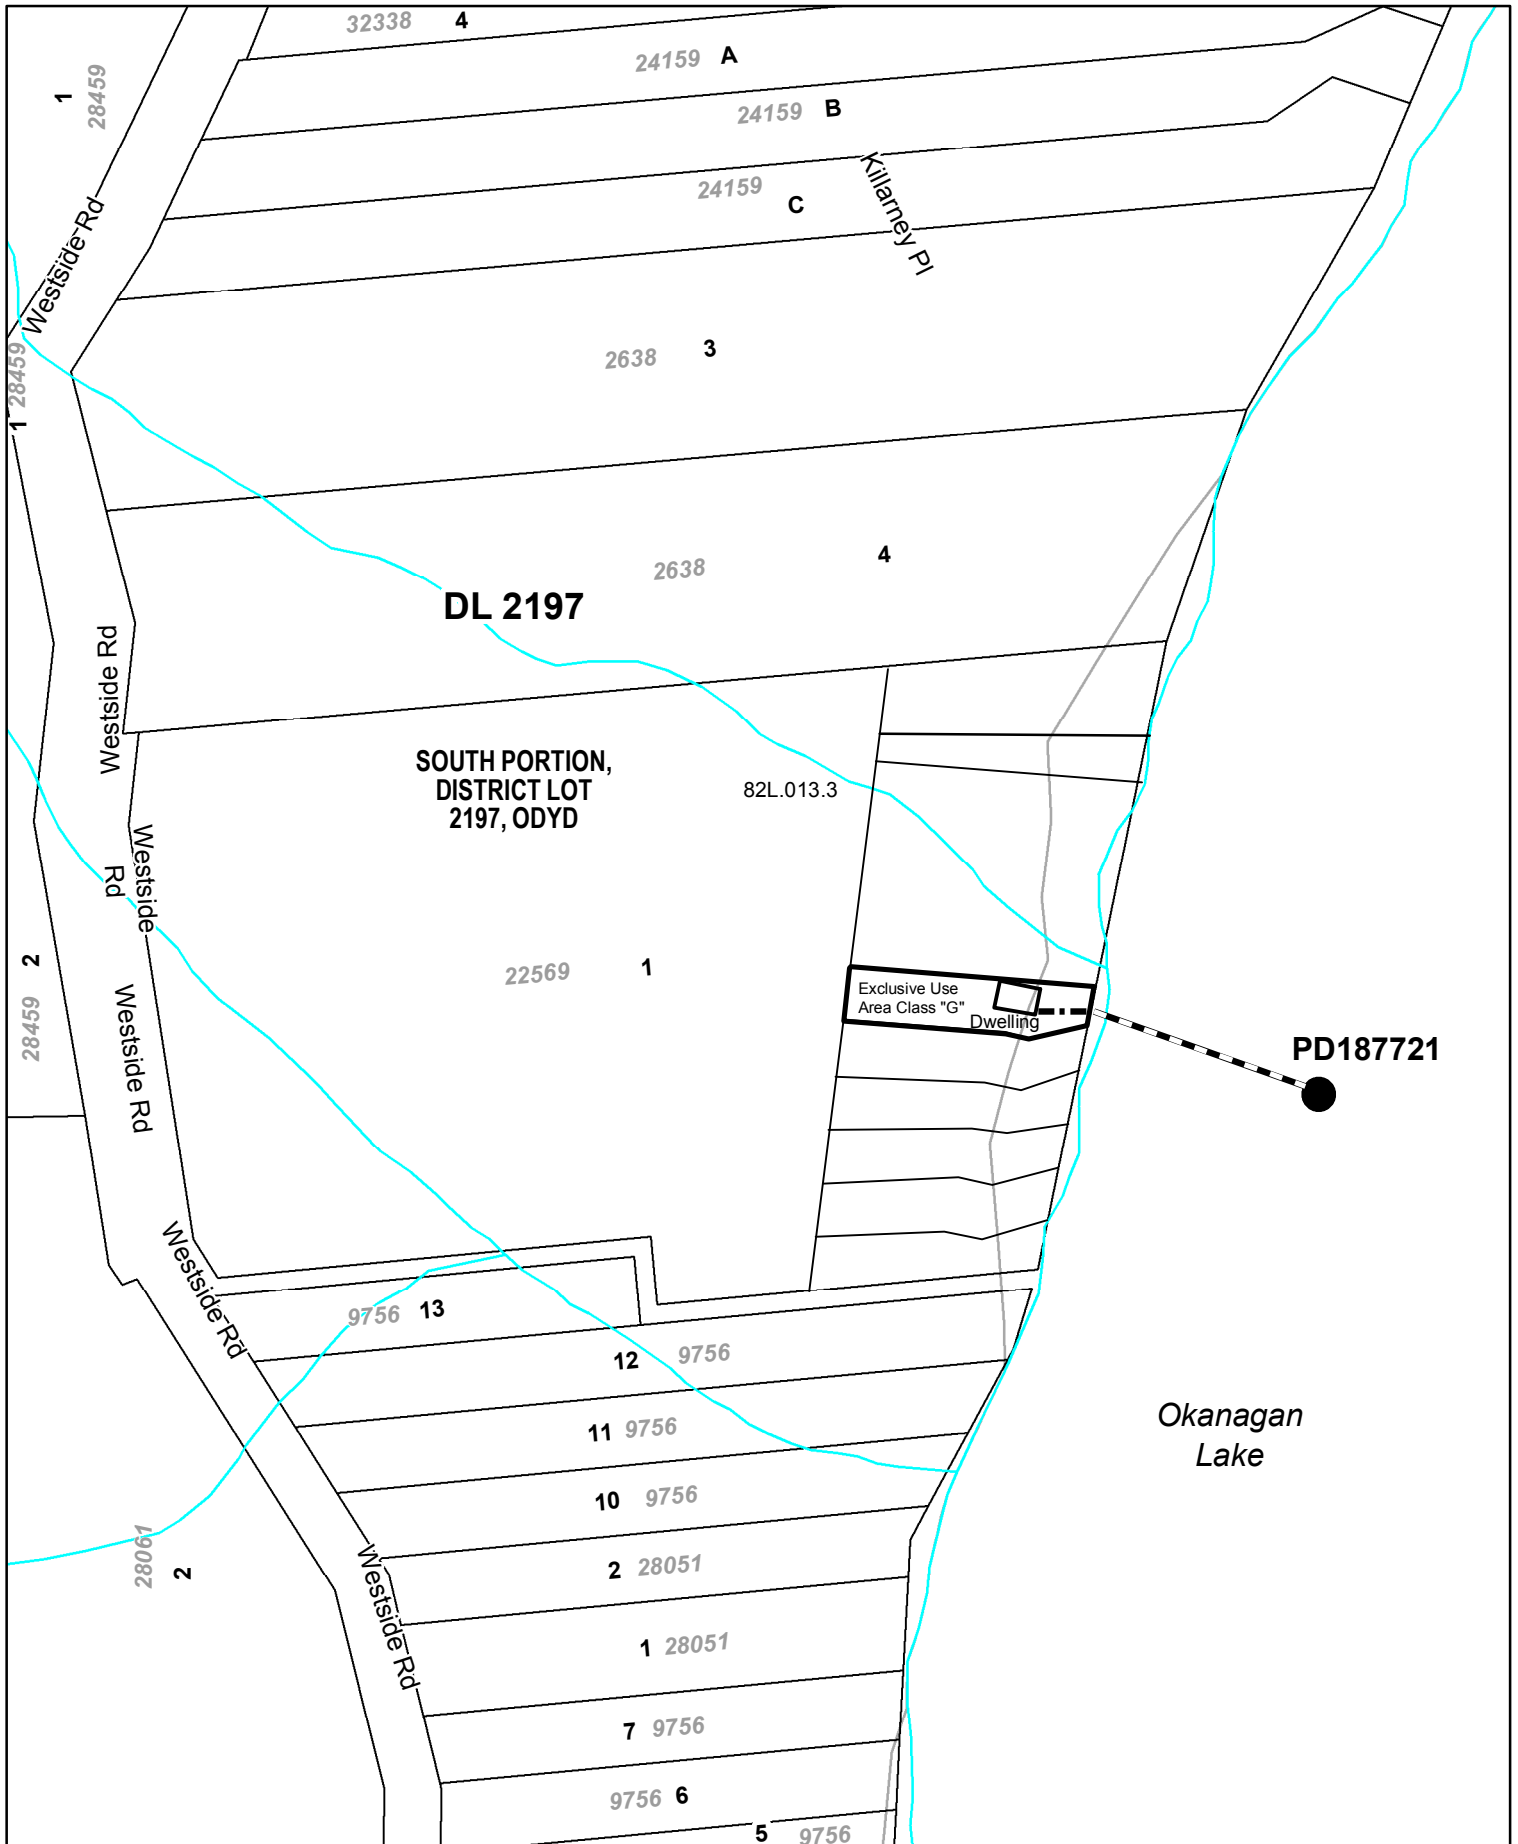 32338 4
24159 A
1
28459
24159 B
Killarney Pl
24159
C
Westside Rd
2638 3
28459
1
2638 4
DL 2197
Westside Rd
SOUTH PORTION,
DISTRICT LOT
2197, ODYD
82L.013.3
Westside
Rd
2
28459
22569 1
Exclusive Use
Area Class "G"
Dwelling
Westside Rd
PD187721
Westside Rd
9756 13
12 9756
11 9756
Okanagan
Lake
10 9756
28061
2
2 28051
Westside Rd
1 28051
7 9756
9756 6
5 9756